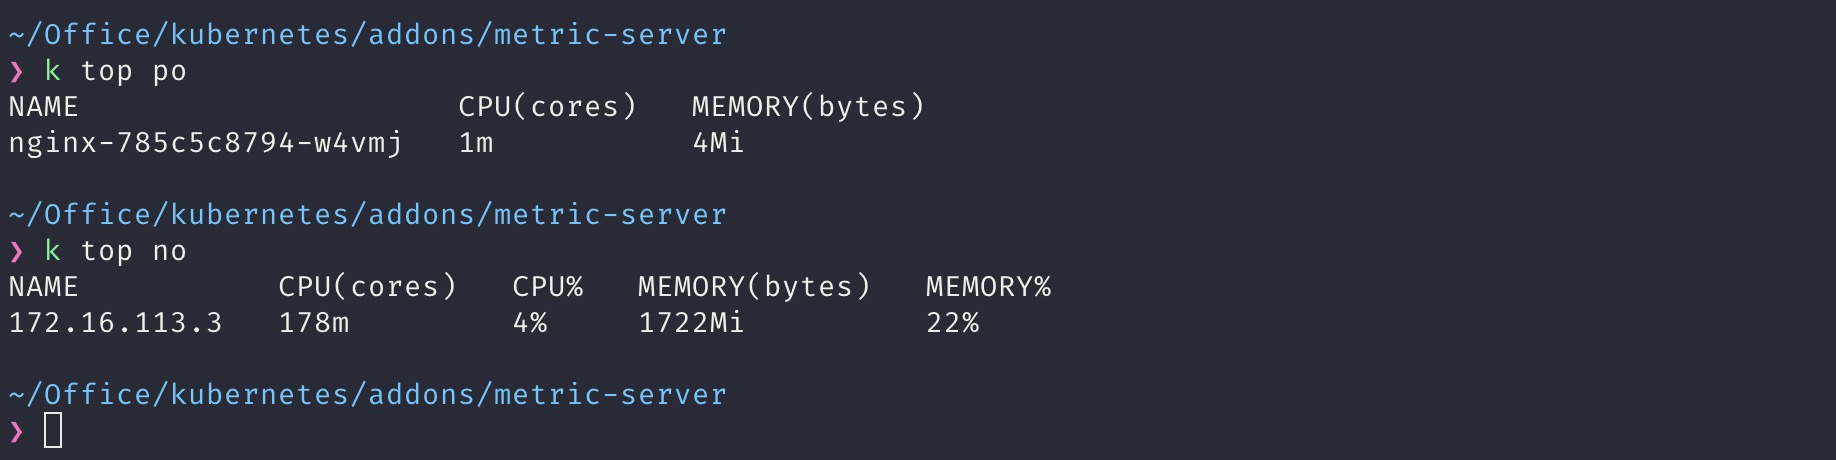 ~/Office/kubernetes/addons/metric-server
❯ k top po
NAME                     CPU(cores)   MEMORY(bytes)
nginx-785c5c8794-w4vmj   1m           4Mi
~/Office/kubernetes/addons/metric-server
❯ k top no
NAME           CPU(cores)   CPU%   MEMORY(bytes)   MEMORY%
172.16.113.3   178m         4%     1722Mi          22%
~/Office/kubernetes/addons/metric-server
❯